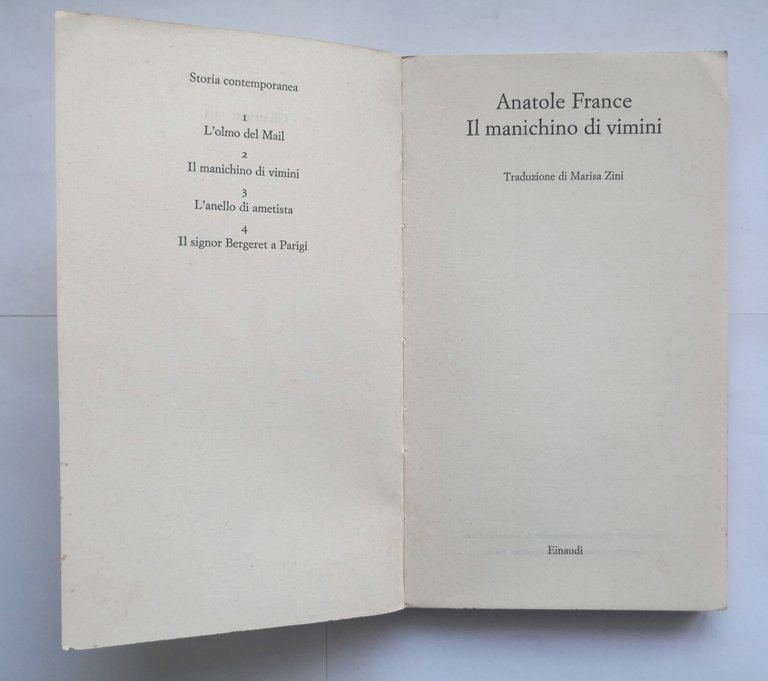 Storia contemporanea
1
L'olmo del Mail
2
Il manichino di vimini
3
L'anello di ametista
4
Il signor Bergeret a Parigi
Anatole France
Il manichino di vimini
Traduzione di Marisa Zini
Einaudi